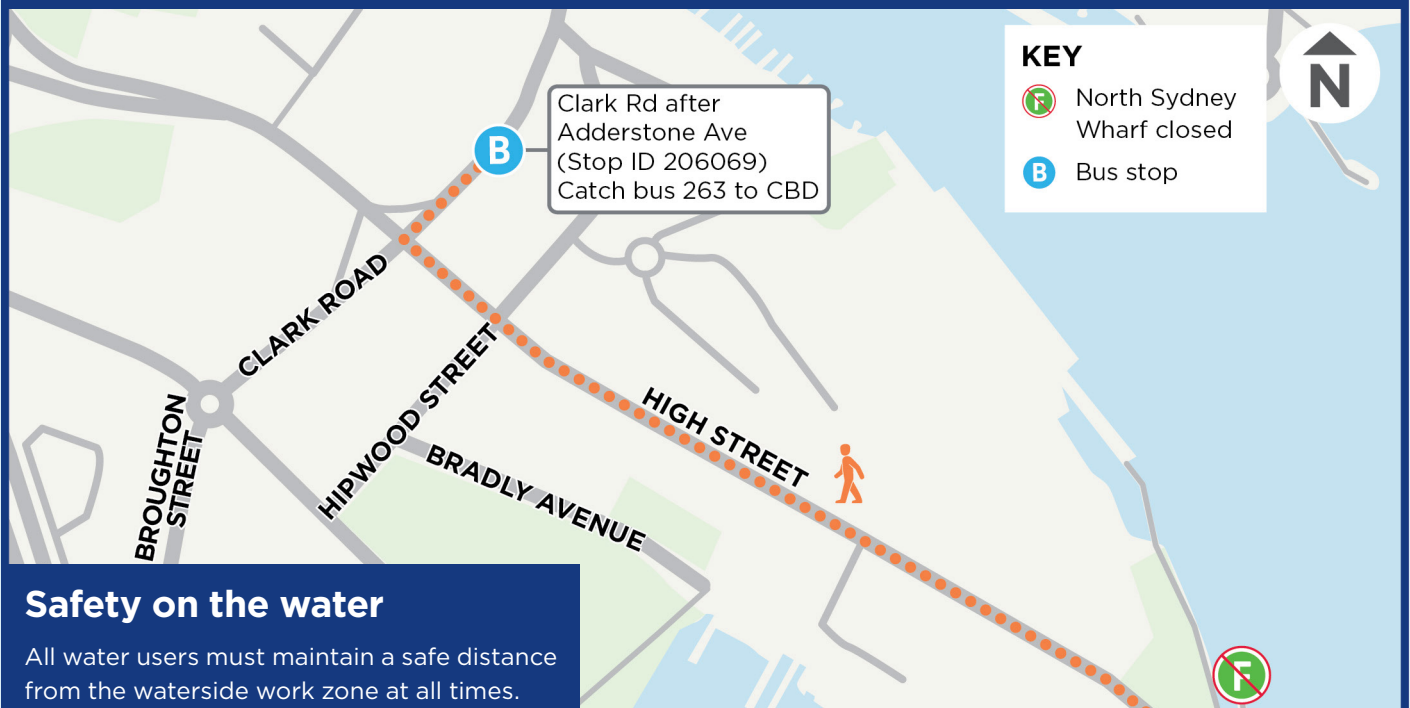 KEY
F North Sydney
Wharf closed
B Bus stop
N
B
Clark Rd after
Adderstone Ave
(Stop ID 206069)
Catch bus 263 to CBD
CLARK ROAD
BROUGHTON
STREET
HIPWOOD STREET
BRADLY AVENUE
HIGH STREET
F
Safety on the water
All water users must maintain a safe distance
from the waterside work zone at all times.